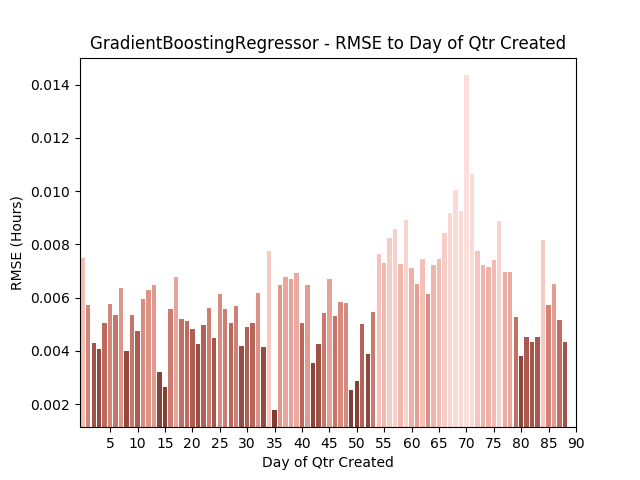 GradientBoostingRegressor - RMSE to Day of Qtr Created
0.014
0.012
0.010
0.008
0.006
0.004
0.002
RMSE (Hours)
5 10 15 20 25 30 35 40 45 50 55 60 65 70 75 80 85 90
Day of Qtr Created